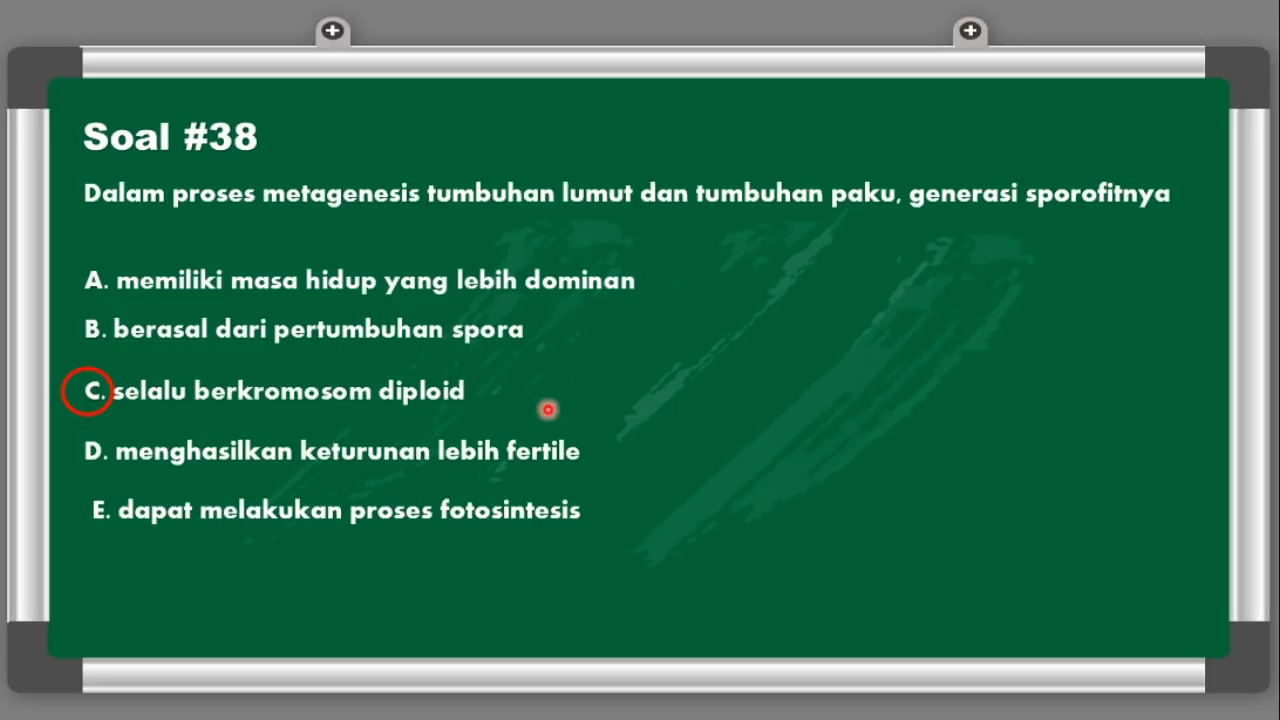 Soal #38
Dalam proses metagenesis tumbuhan lumut dan tumbuhan paku, generasi sporofitnya
A. memiliki masa hidup yang lebih dominan
B. berasal dari pertumbuhan spora
C. selalu berkromosom diploid
D. menghasilkan keturunan lebih fertile
E. dapat melakukan proses fotosintesis